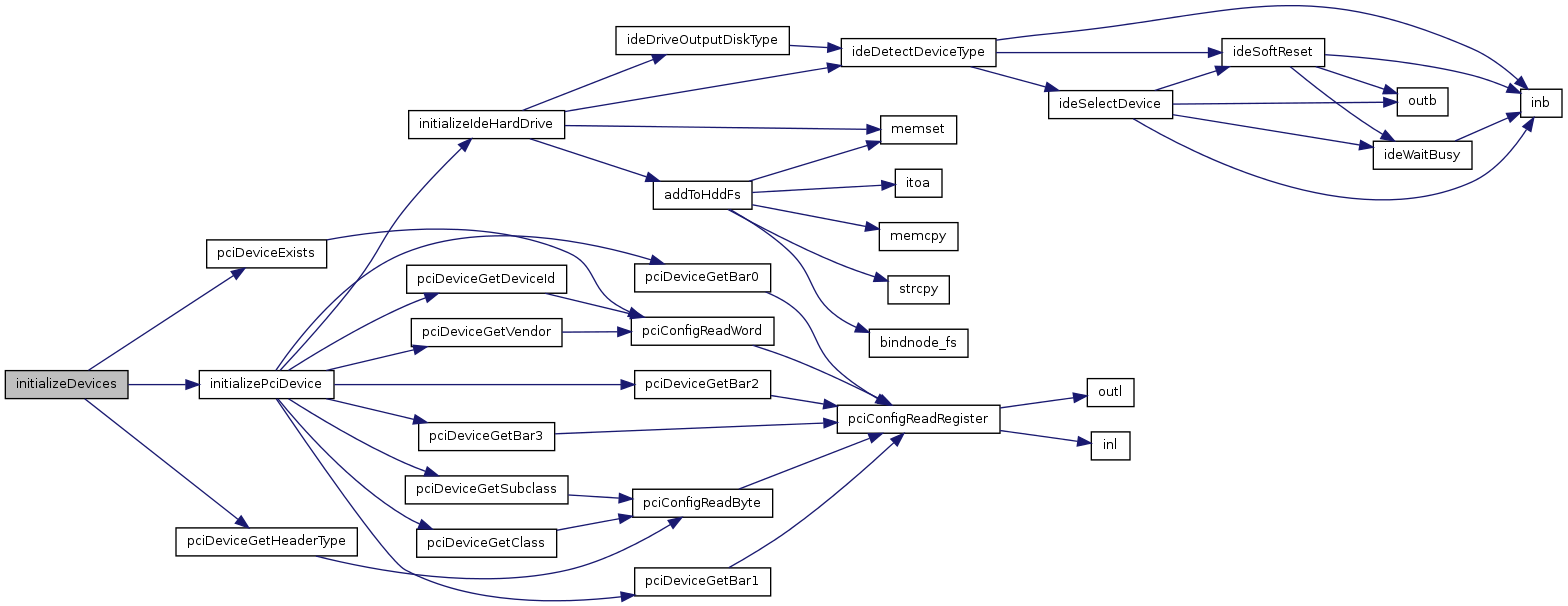 ideDriveOutputDiskType
ideDetectDeviceType
ideSoftReset
ideSelectDevice
outb
inb
initializeIdeHardDrive
memset
ideWaitBusy
addToHddFs
itoa
memcpy
pciDeviceExists
pciDeviceGetDeviceId
pciDeviceGetBar0
strcpy
pciDeviceGetVendor
pciConfigReadWord
bindnode_fs
initializeDevices
initializePciDevice
pciDeviceGetBar2
outl
pciDeviceGetBar3
pciConfigReadRegister
inl
pciDeviceGetSubclass
pciConfigReadByte
pciDeviceGetHeaderType
pciDeviceGetClass
pciDeviceGetBar1